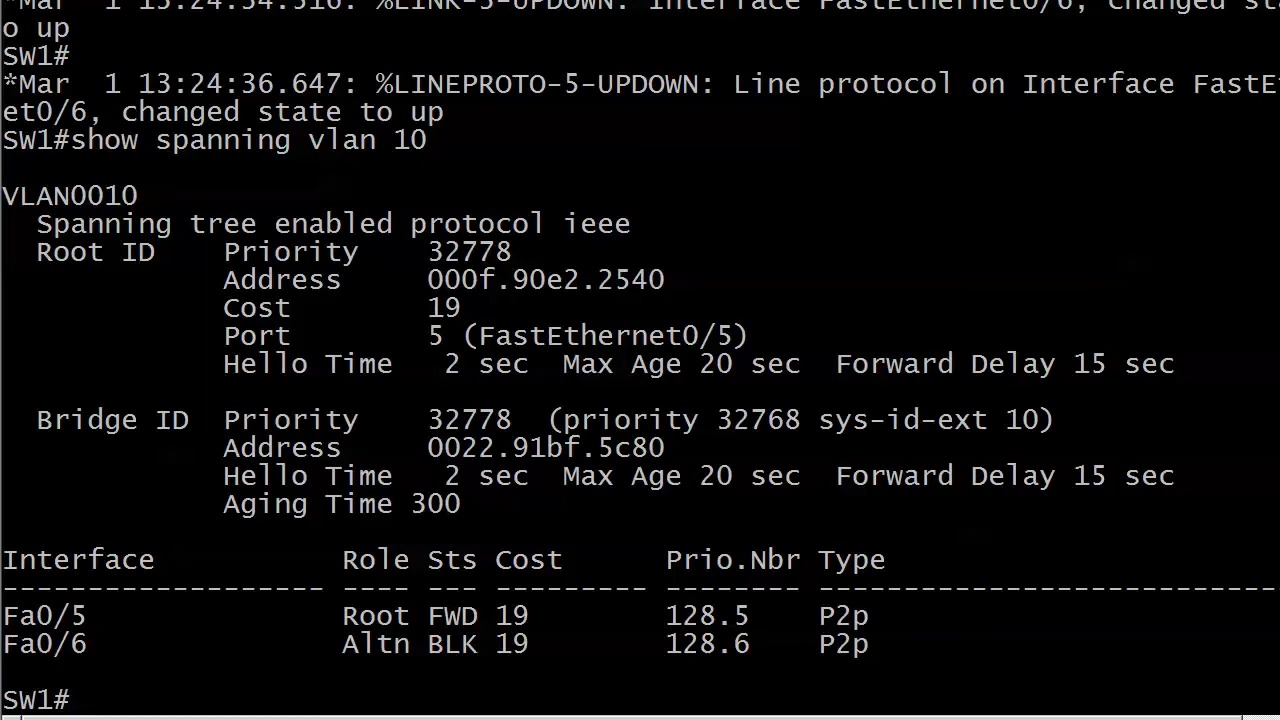 *Mar  1 13:24:34.516: %LINK-3-UPDOWN: Interface FastEthernet0/6, changed stat
o up
SW1#
*Mar  1 13:24:36.647: %LINEPROTO-5-UPDOWN: Line protocol on Interface FastE
et0/6, changed state to up
SW1#show spanning vlan 10

VLAN0010
  Spanning tree enabled protocol ieee
  Root ID    Priority    32778
             Address     000f.90e2.2540
             Cost        19
             Port        5 (FastEthernet0/5)
             Hello Time   2 sec  Max Age 20 sec  Forward Delay 15 sec

  Bridge ID  Priority    32778  (priority 32768 sys-id-ext 10)
             Address     0022.91bf.5c80
             Hello Time   2 sec  Max Age 20 sec  Forward Delay 15 sec
             Aging Time 300

Interface           Role Sts Cost      Prio.Nbr Type
------------------- ---- --- --------- -------- ---------------------------
Fa0/5               Root FWD 19        128.5    P2p
Fa0/6               Altn BLK 19        128.6    P2p

SW1#